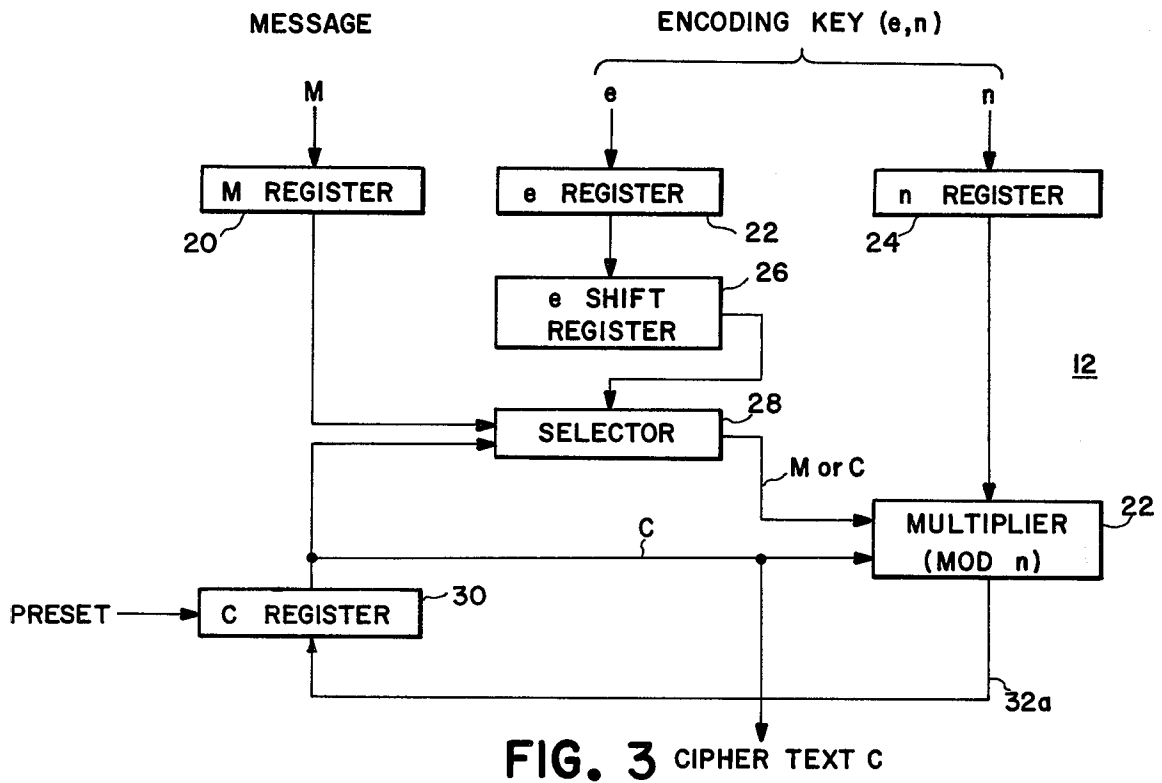 MESSAGE
ENCODING KEY (e,n)
M
e
n
M REGISTER
e REGISTER
n REGISTER
20
22
24
e SHIFT
REGISTER
26
12
SELECTOR
28
M or C
MULTIPLIER
(MOD n)
22
C
PRESET
C REGISTER
30
32a
FIG. 3 CIPHER TEXT C